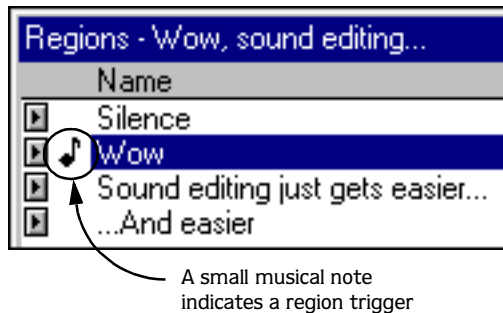 Regions - Wow, sound editing...
Name
Silence
Wow
Sound editing just gets easier...
...And easier
A small musical note
indicates a region trigger